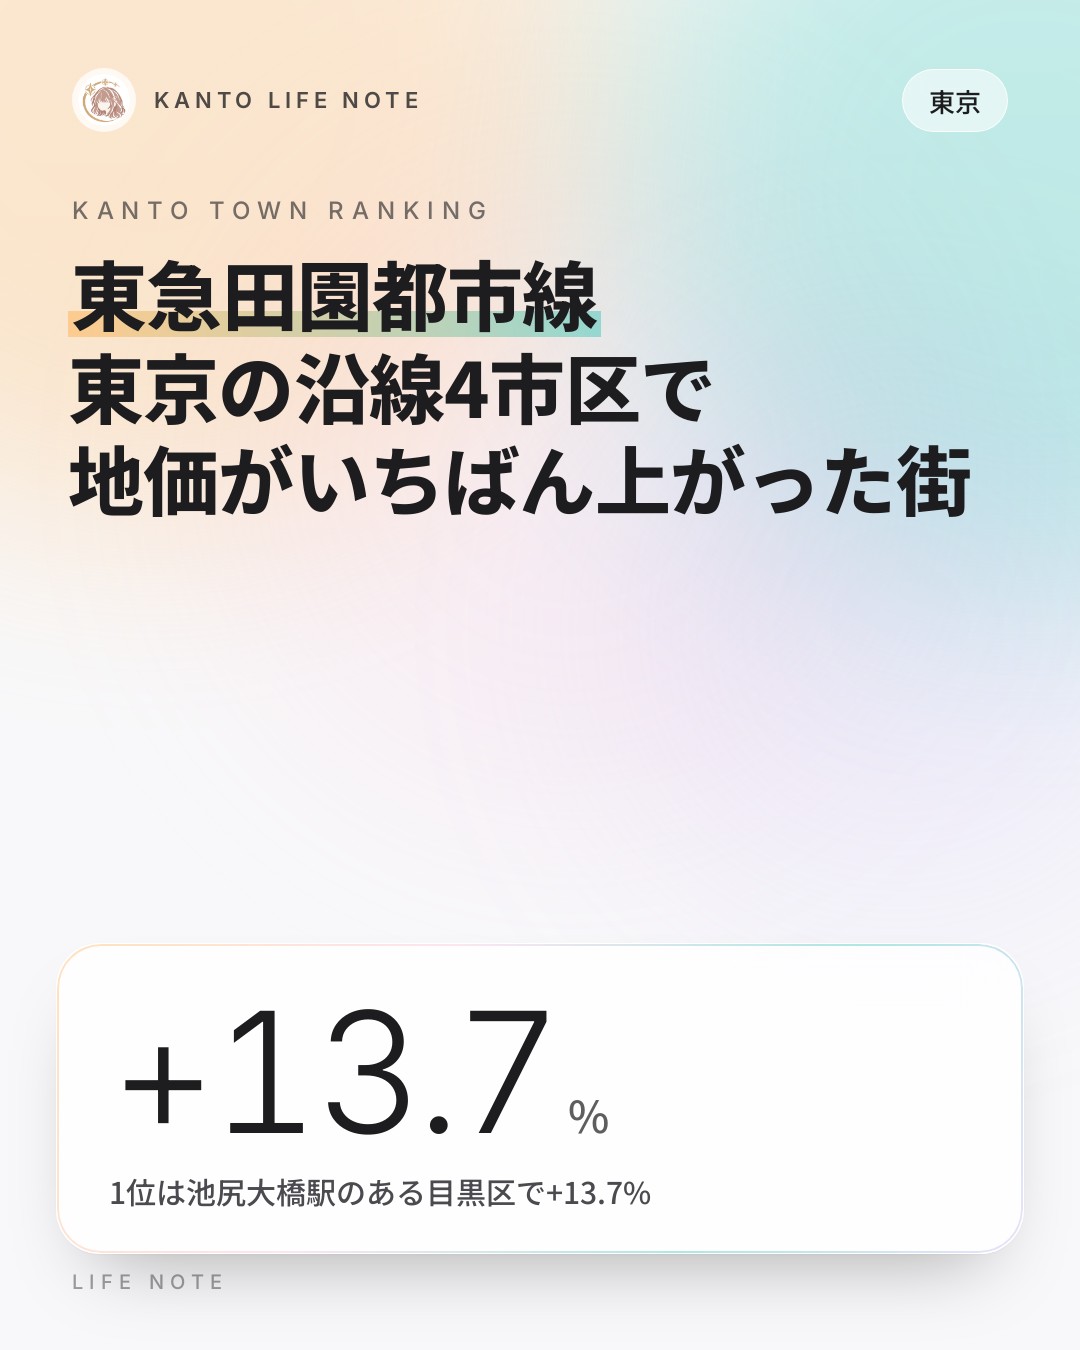 KANTO LIFE NOTE
東京
KANTO TOWN RANKING
東急田園都市線
東京の沿線4市区で
地価がいちばん上がった街
+13.7%
1位は池尻大橋駅のある目黒区で+13.7%
LIFE NOTE